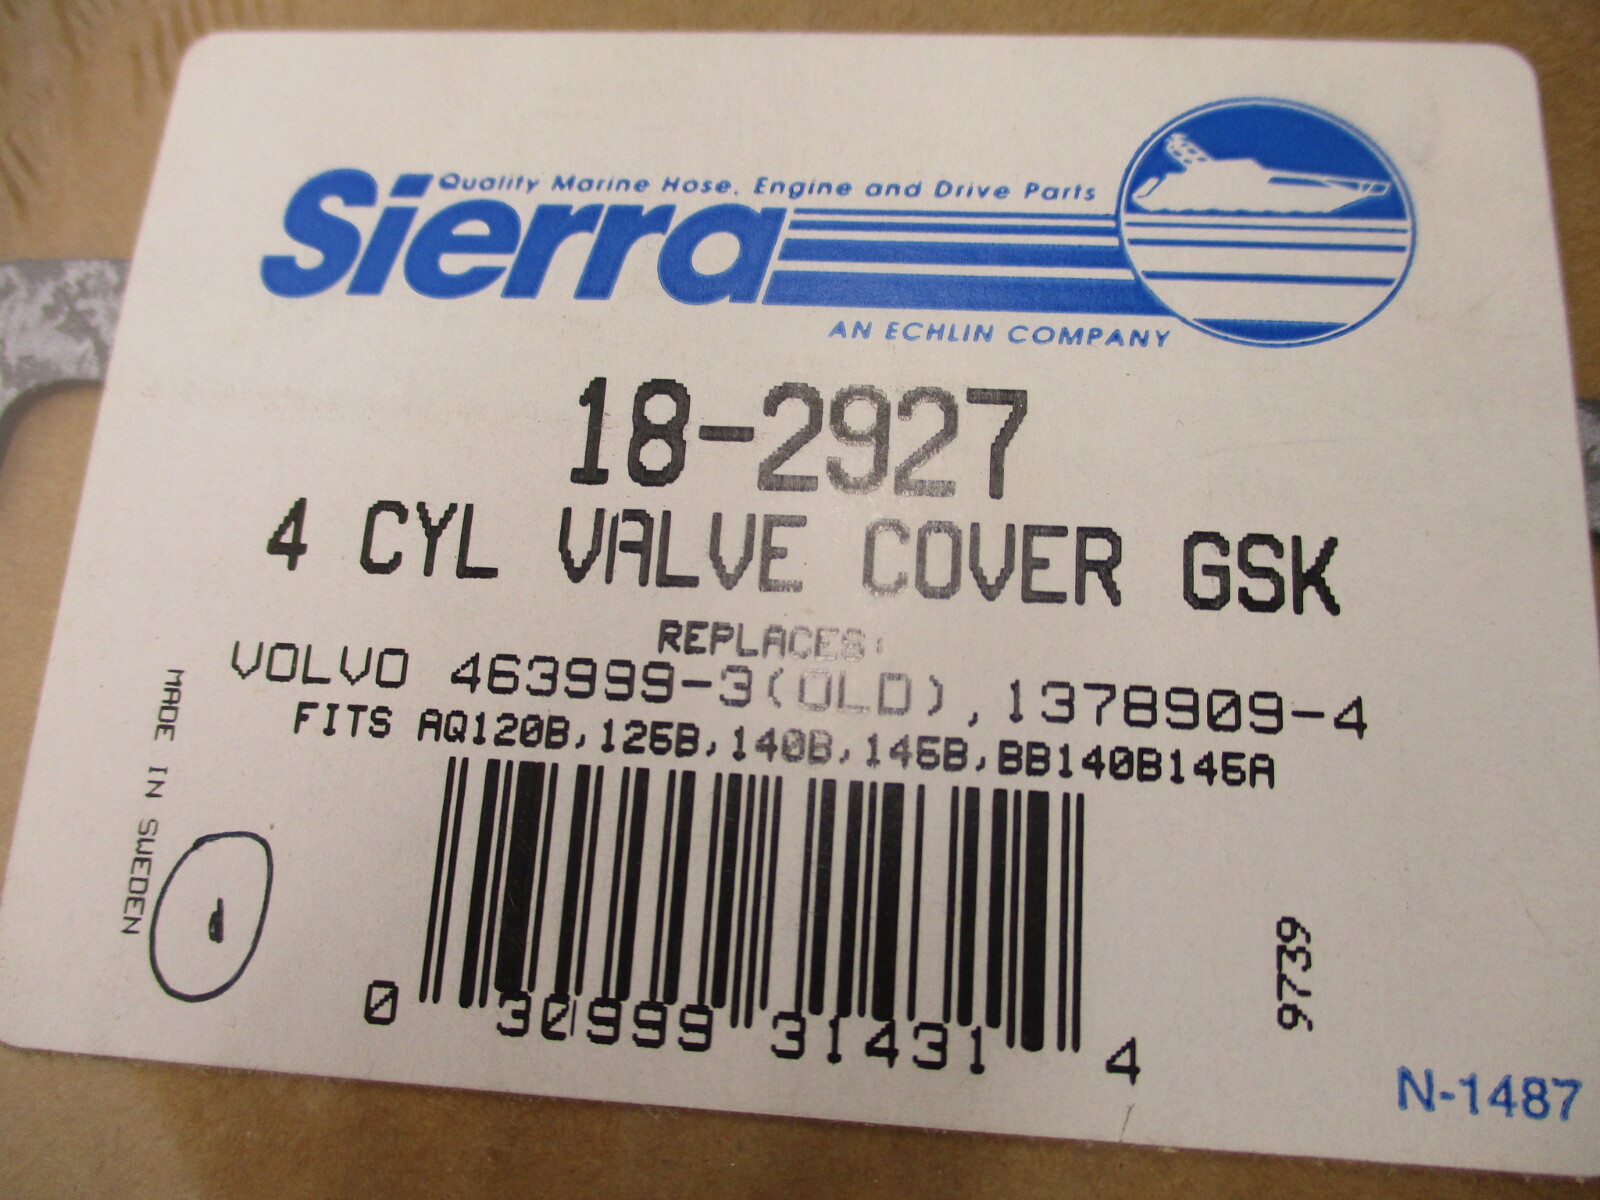 Quality Marine Hose, Engine and Drive Parts
Sierra
AN ECHLIN COMPANY
18-2927
4 CYL VALVE COVER GSK
REPLACES:
VOLVO 463999-3(OLD),1378909-4
FITS AQ120B,125B,140B,145B,BB140B145A
MADE IN SWEDEN
0 30999 31431 4
97739
N-1487